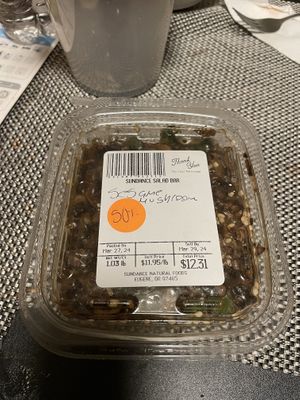 Thank
You
SUNDANCE SALAD BAR
SESame
Mushroom
50%
Packed On
Mar 27, 24
Sell By
Mar 29, 24
Net Wt/Ct
1.03 lb
Unit Price
$11.95/lb
Total Price
$12.31
SUNDANCE NATURAL FOODS
EUGENE, OR 97405